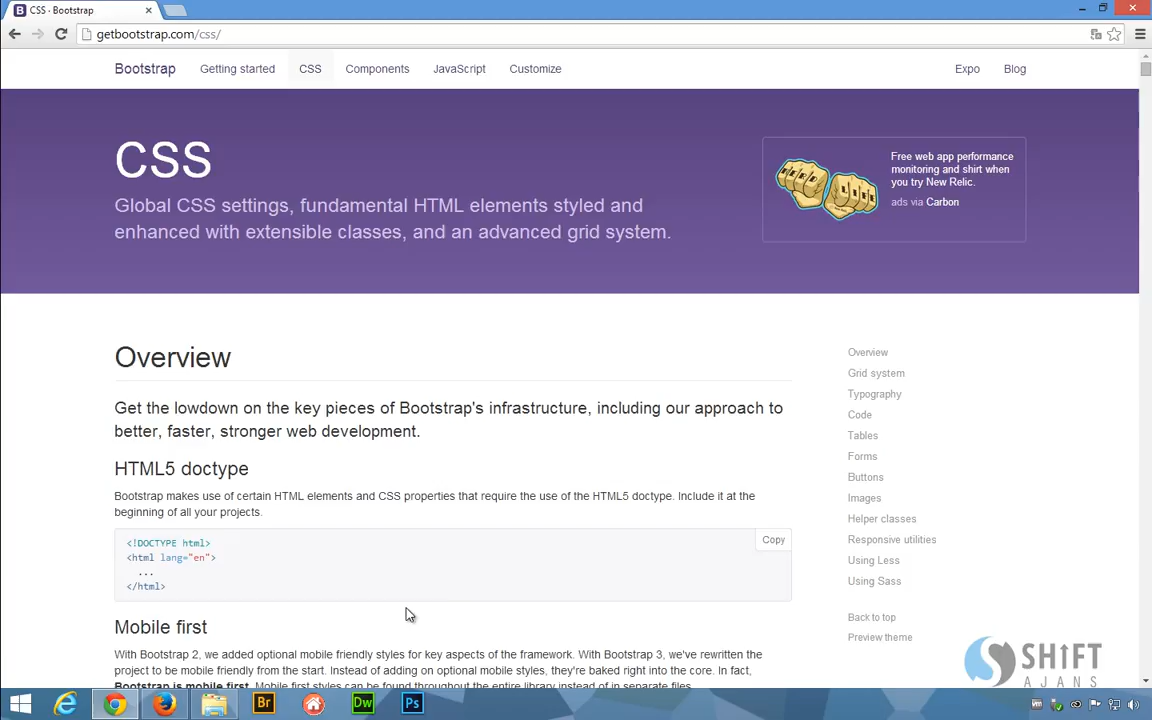 CSS · Bootstrap
getbootstrap.com/css/
Bootstrap Getting started CSS Components JavaScript Customize Expo Blog
CSS
Global CSS settings, fundamental HTML elements styled and
enhanced with extensible classes, and an advanced grid system.
Free web app performance
monitoring and shirt when
you try New Relic.
ads via Carbon
NERD
LIFE
Overview
Get the lowdown on the key pieces of Bootstrap's infrastructure, including our approach to
better, faster, stronger web development.
HTML5 doctype
Bootstrap makes use of certain HTML elements and CSS properties that require the use of the HTML5 doctype. Include it at the
beginning of all your projects.
Copy
<!DOCTYPE html>
<html lang="en">
...
</html>
Mobile first
With Bootstrap 2, we added optional mobile friendly styles for key aspects of the framework. With Bootstrap 3, we've rewritten the
project to be mobile friendly from the start. Instead of adding on optional mobile styles, they're baked right into the core. In fact,
Bootstrap is mobile first. Mobile first styles can be found throughout the entire library instead of in separate files.
Overview
Grid system
Typography
Code
Tables
Forms
Buttons
Images
Helper classes
Responsive utilities
Using Less
Using Sass
Back to top
Preview theme
SHiFT
AJANS
Br
Dw
Ps